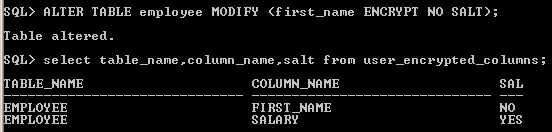 SQL> ALTER TABLE employee MODIFY (first_name ENCRYPT NO SALT);
Table altered.
SQL> select table_name,column_name,salt from user_encrypted_columns;
TABLE_NAME COLUMN_NAME SAL
EMPLOYEE FIRST_NAME NO
EMPLOYEE SALARY YES